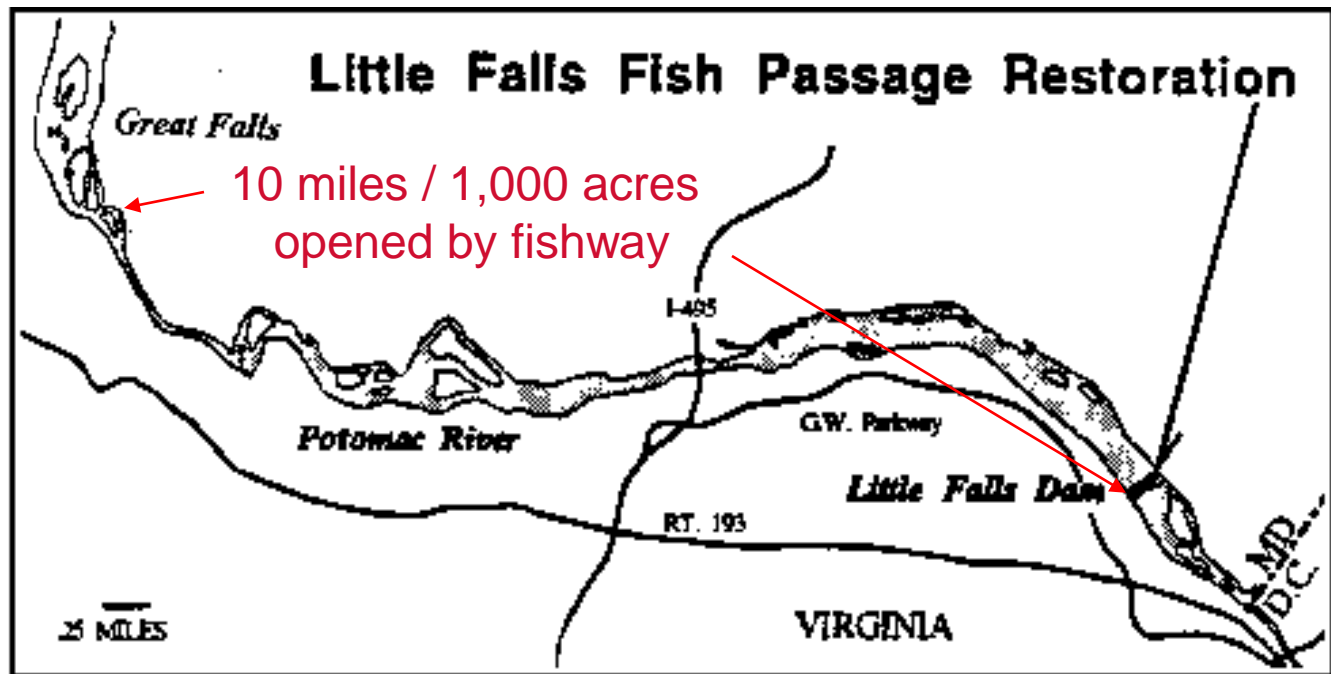 Little Falls Fish Passage Restoration
Great Falls
10 miles / 1,000 acres
opened by fishway
I-495
Potomac River
G.W. Parkway
Little Falls Dam
RT. 193
MD.
D.C.
.25 MILES
VIRGINIA